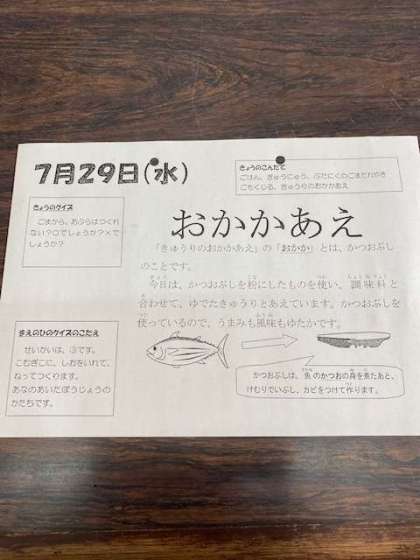 7月29日(水)
きょうのこんだて
ごはん、ぎゅうにゅう、ぶたにくのごまだれやき
ごもくじる、きゅうりのおかかあえ
きょうのクイズ
ごまから、あぶらはつくれ
ない？○でしょうか？×で
しょうか？
おかかあえ
「きゅうりのおかかあえ」の「おかか」とは、かつおぶし
のことです。
今日は、かつおぶしを粉にしたものを使い、調味料と
合わせて、ゆでたきゅうりとあえています。かつおぶしを
使っているので、うまみも風味もゆたかです。
まえのひのクイズのこたえ
せいかいは、③です。
こむぎこに、しおをいれて、
ねってつくります。
あなのあいたぼうじょうの
かたちです。
かつおぶしは、魚のかつおの身を煮たあと、
けむりでいぶし、カビをつけて作ります。